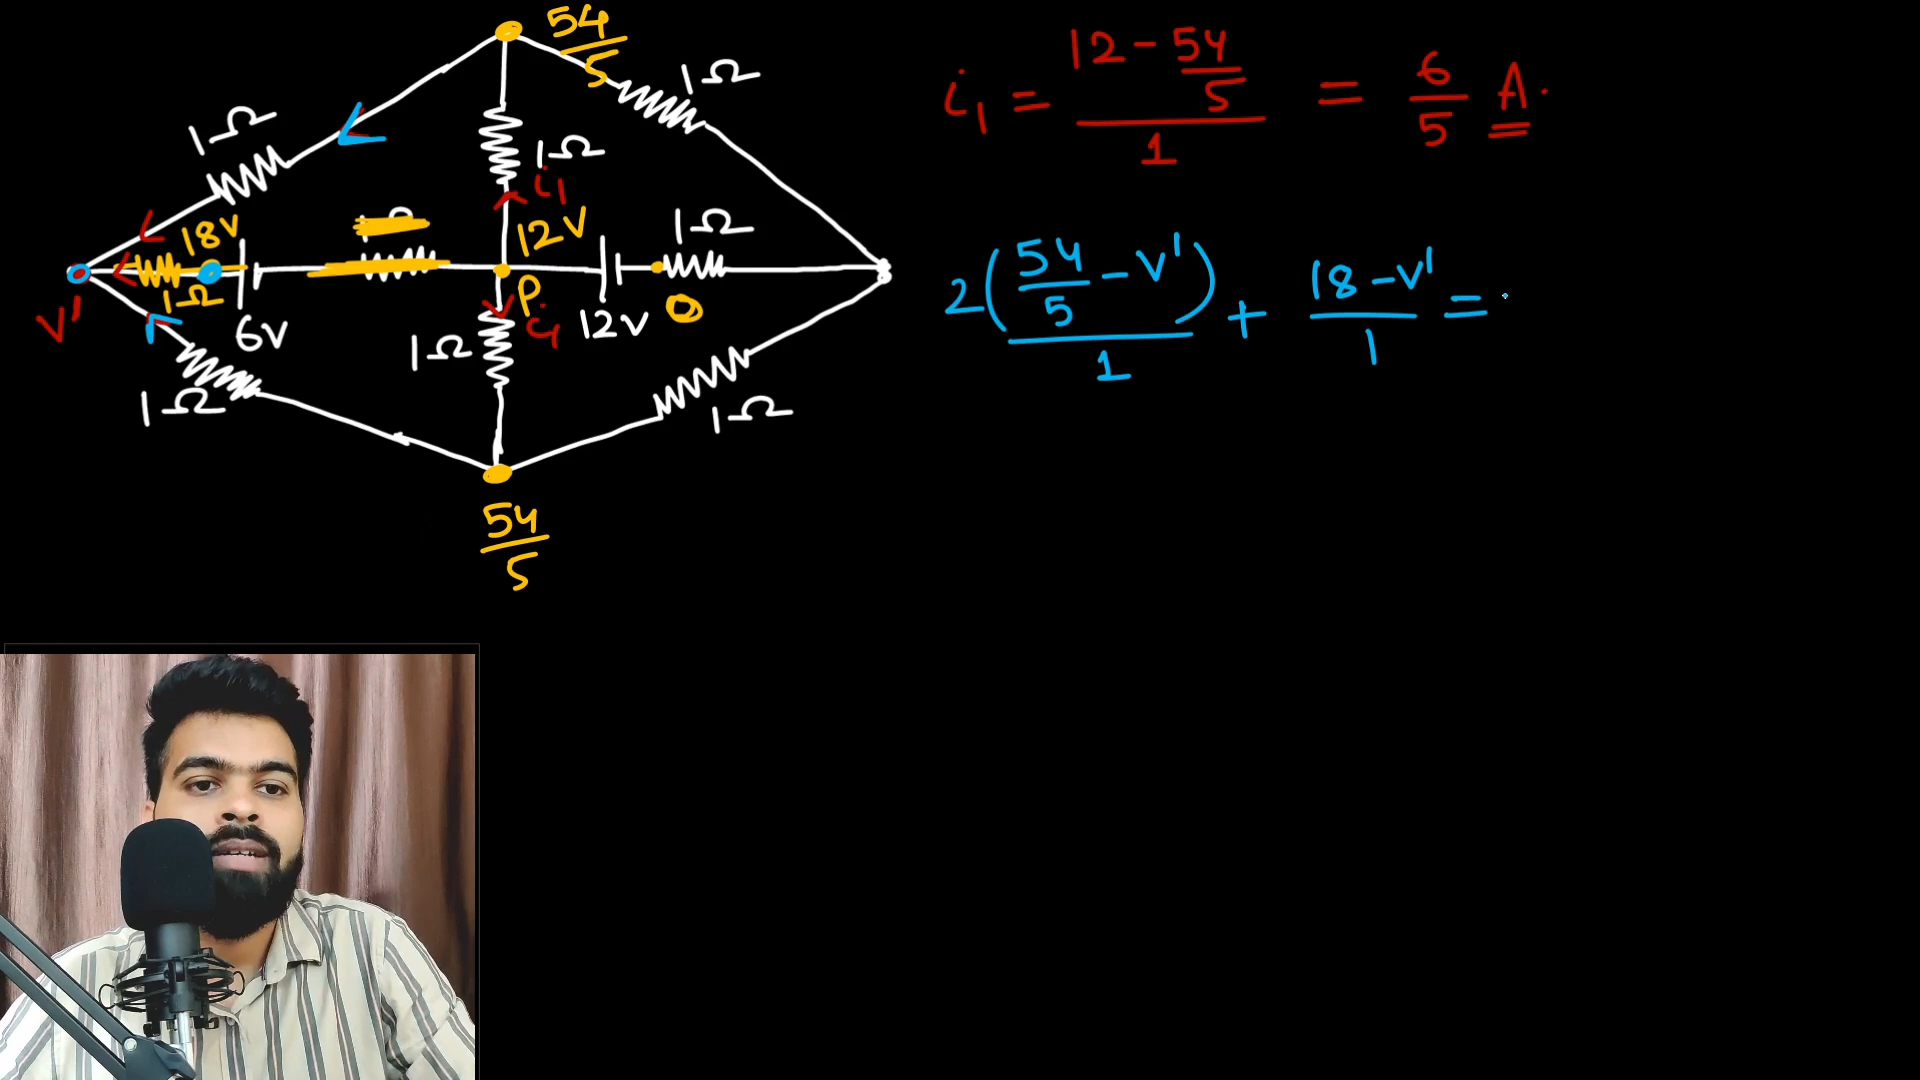 54/5
1Ω
1Ω
1Ω
i₁
18V
12V
1Ω
P
1Ω
V'
6V
1Ω
i₁
12V
0
1Ω
1Ω
54/5
i₁ = (12 - 54/5)/1 = 6/5 A.
2(54/5 - V')/1 + (18 - V')/1 =